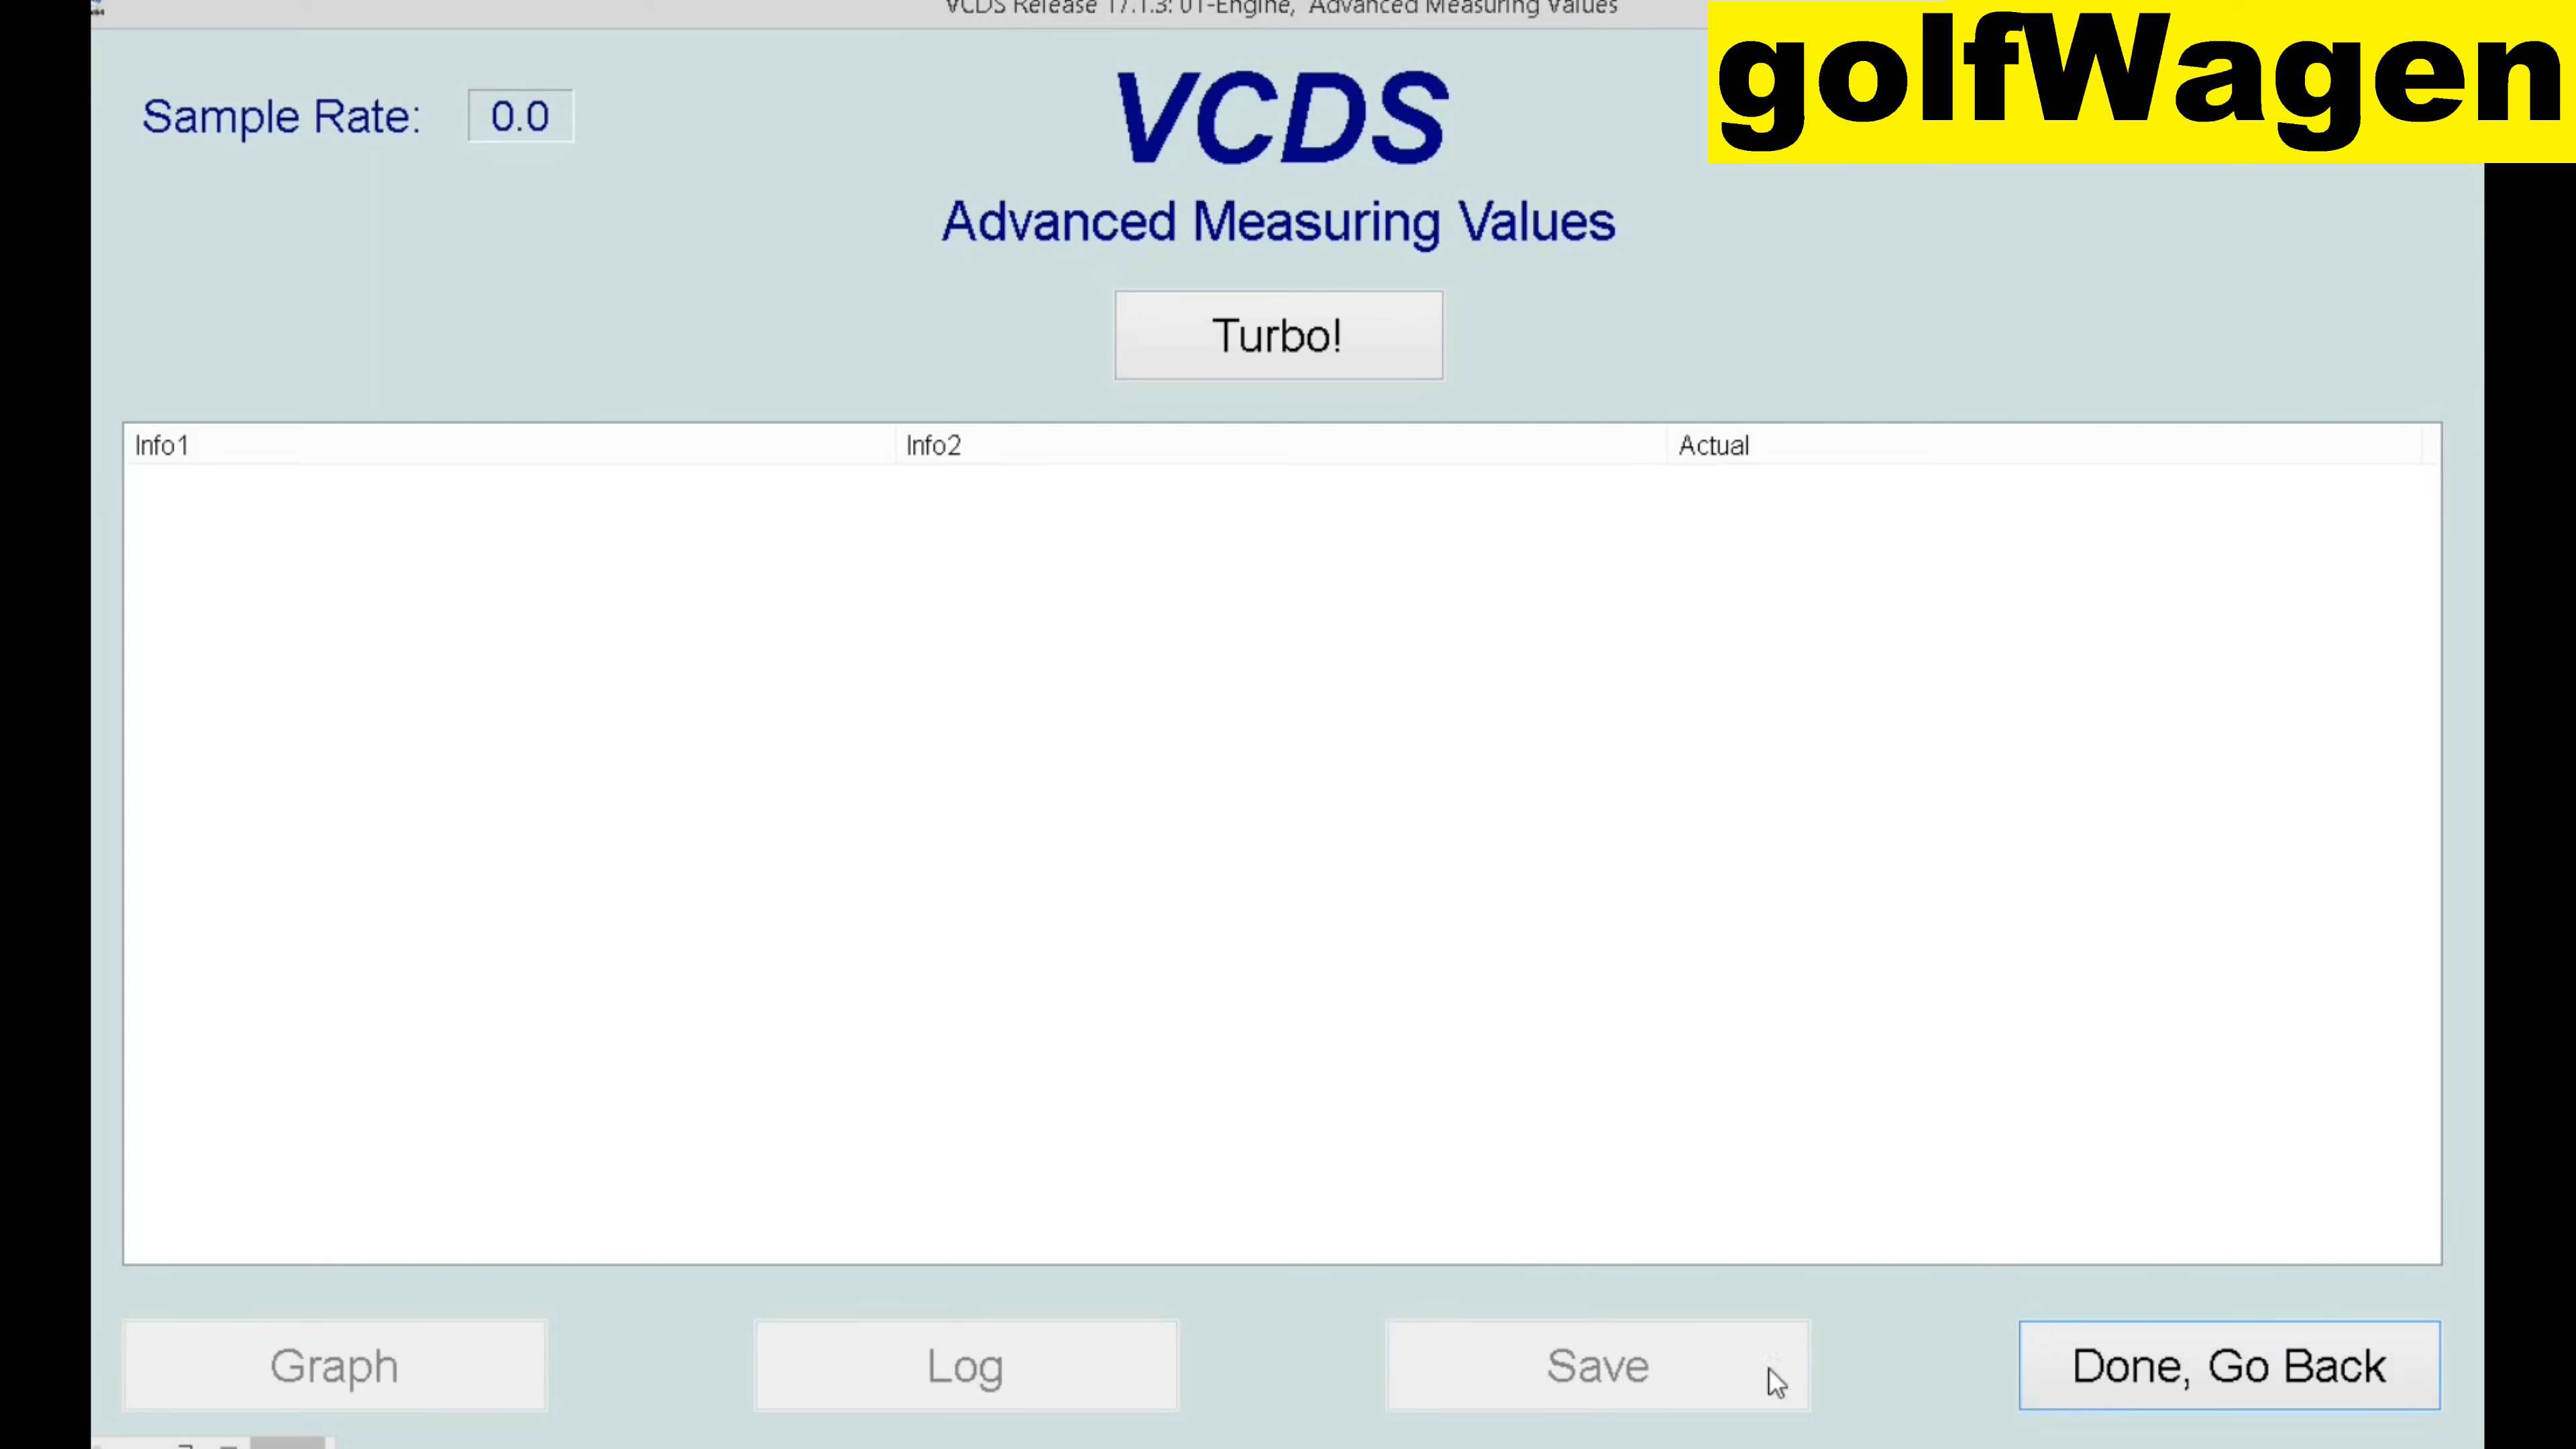 VCDS Release 17.1.3: 01-Engine, Advanced Measuring Values
golfWagen
Sample Rate: 0.0
VCDS
Advanced Measuring Values
Turbo!
Info1 Info2 Actual
Graph Log Save Done, Go Back